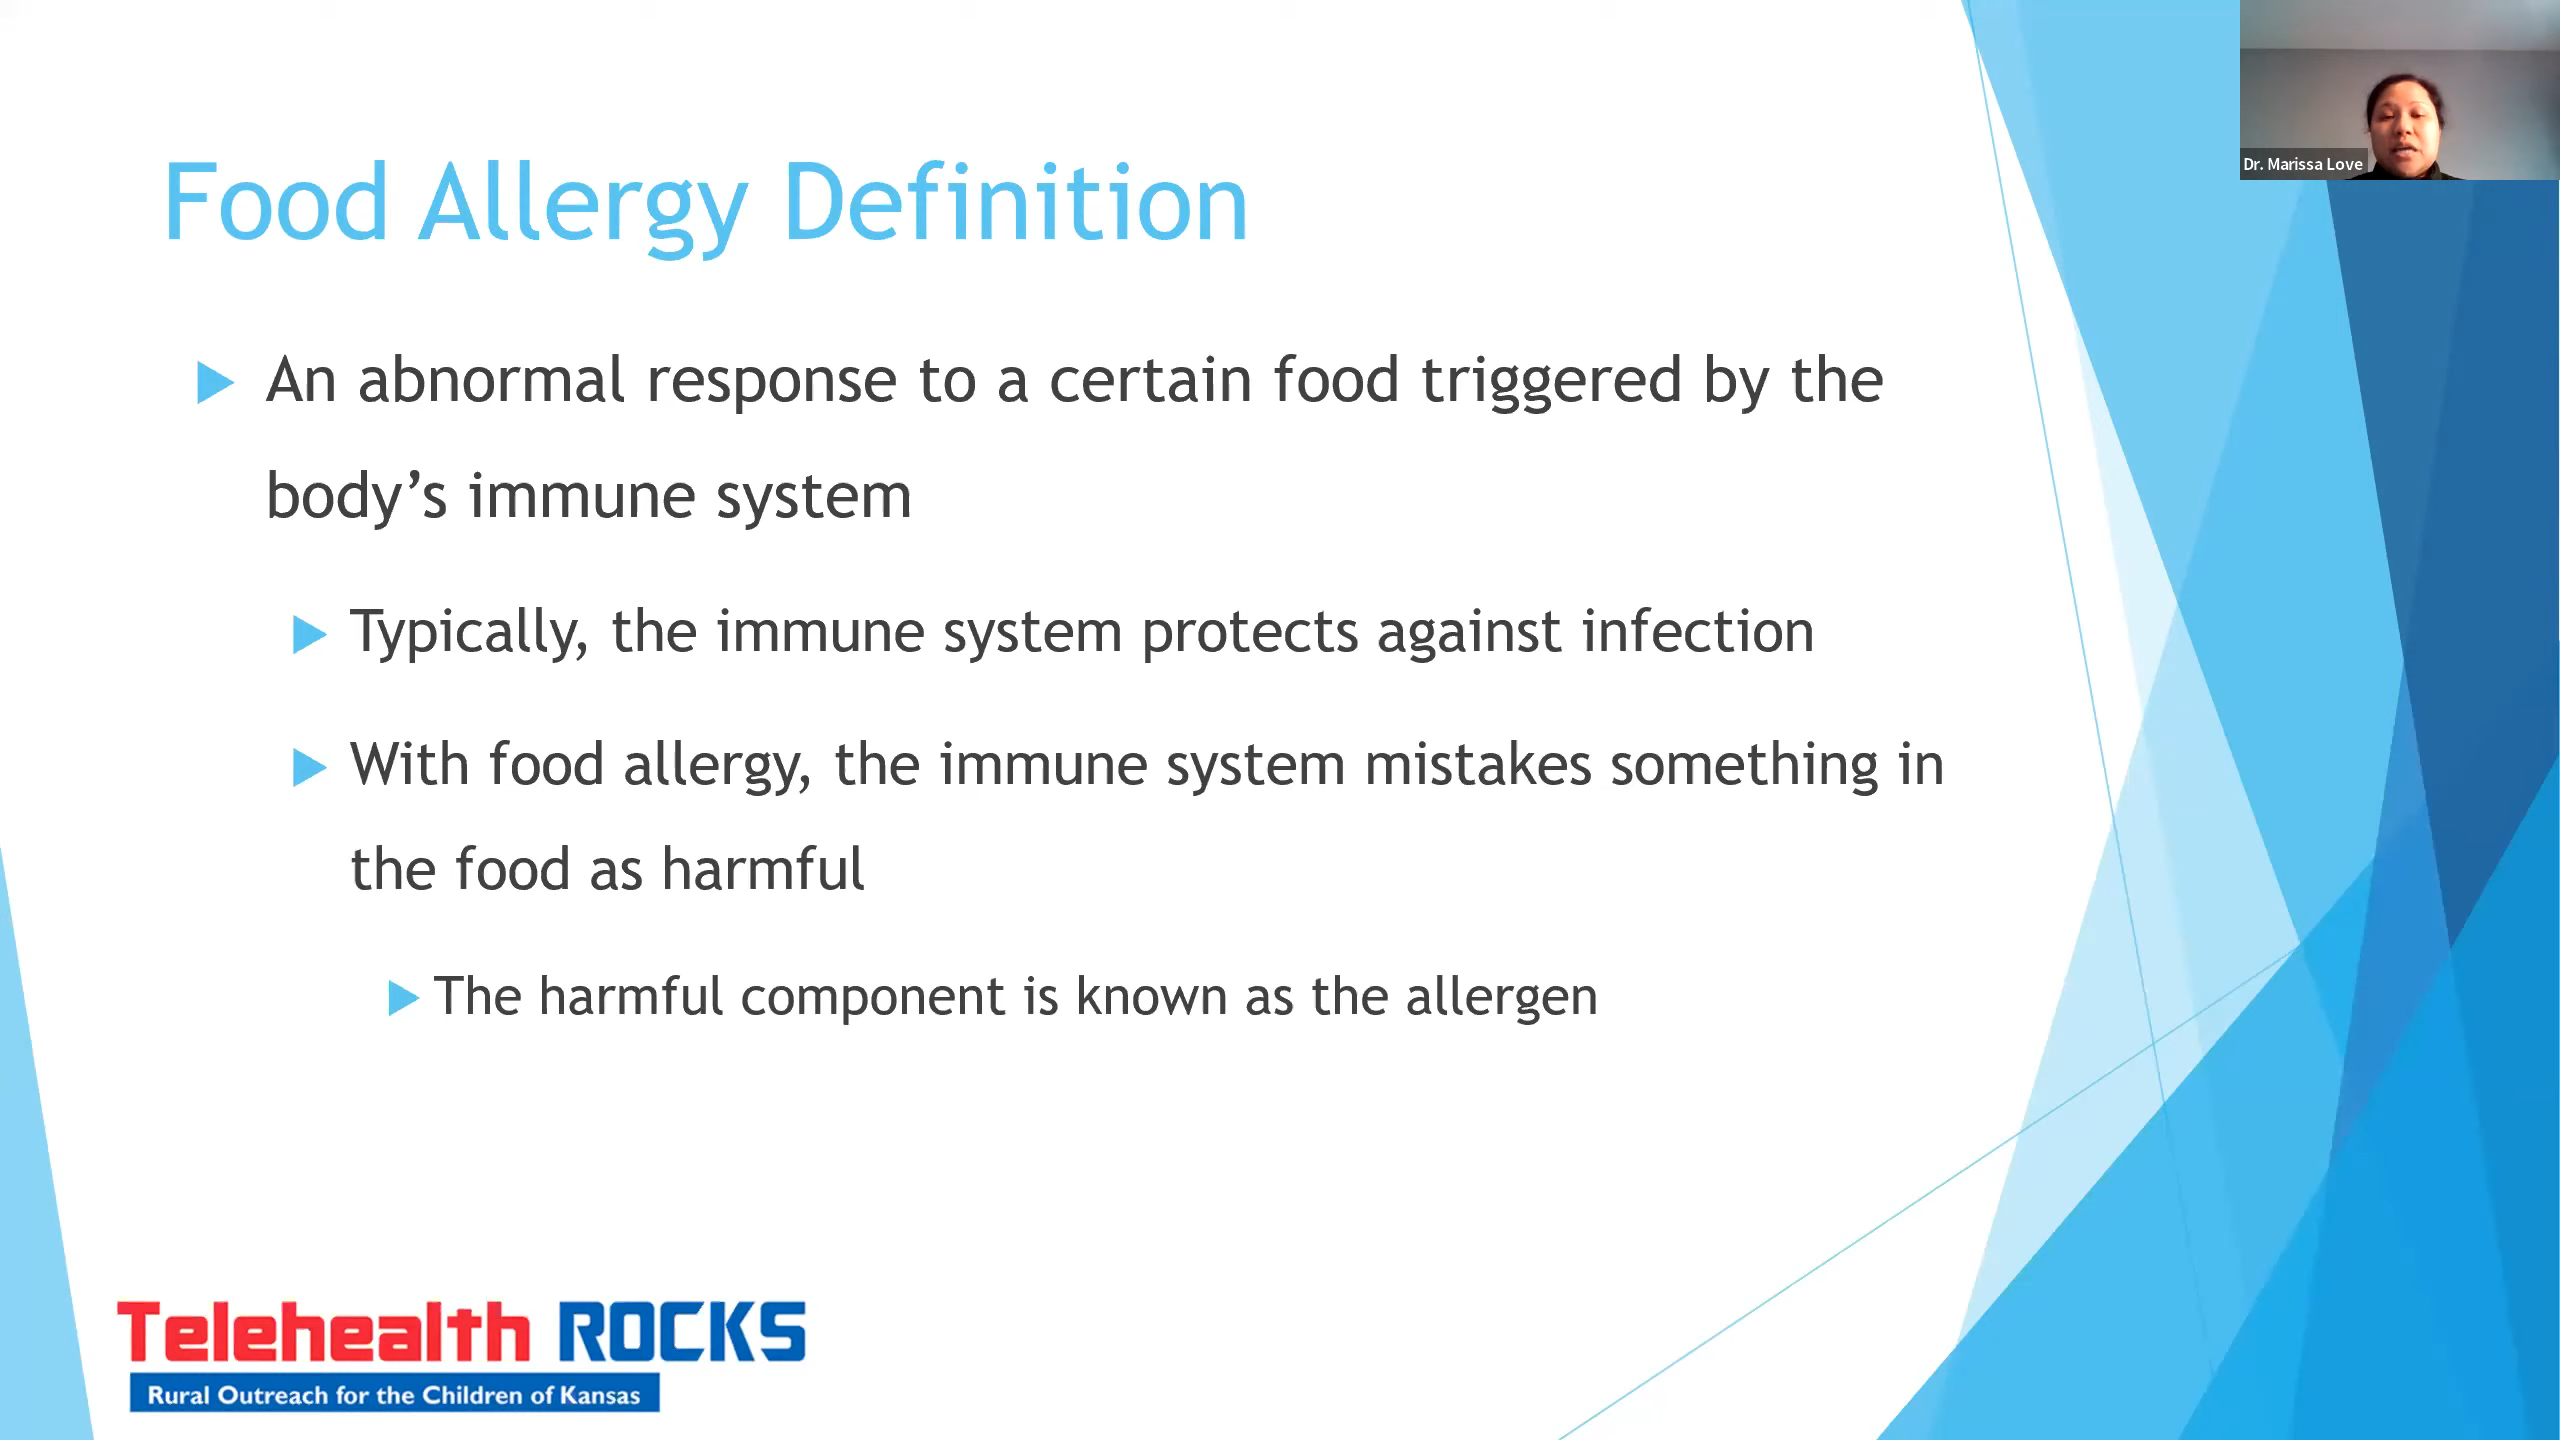 Dr. Marissa Love
Food Allergy Definition
An abnormal response to a certain food triggered by the
body’s immune system
Typically, the immune system protects against infection
With food allergy, the immune system mistakes something in
the food as harmful
The harmful component is known as the allergen
Telehealth ROCKS
Rural Outreach for the Children of Kansas